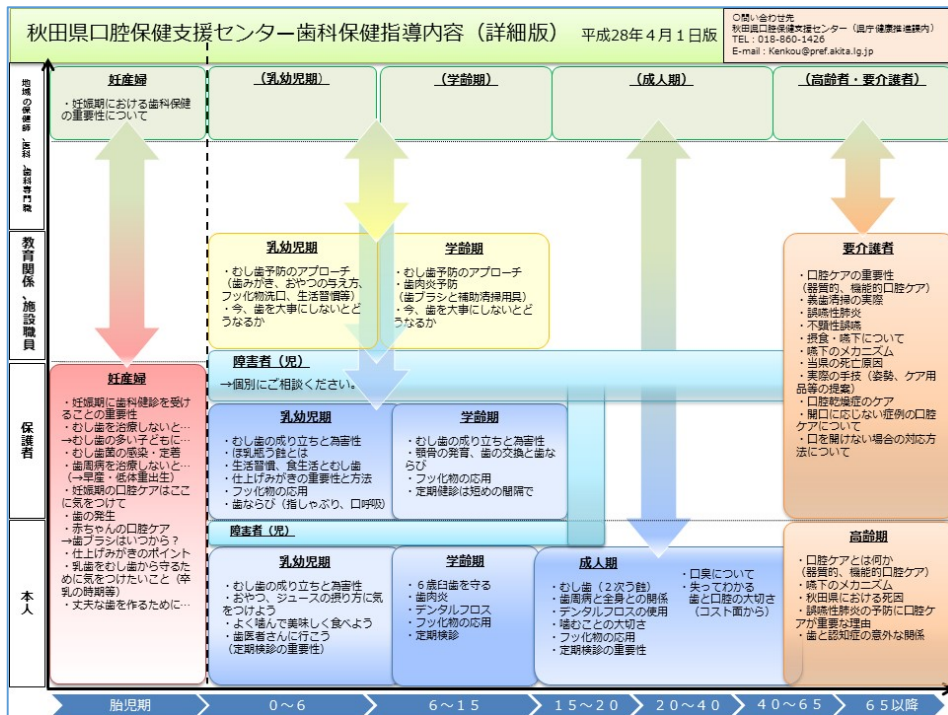 秋田県口腔保健支援センター歯科保健指導内容（詳細版）　平成28年４月１日版
〇問い合わせ先
秋田県口腔保健支援センター（県庁健康推進課内）
TEL：018-860-1426
E-mail：Kenkou@pref.akita.lg.jp
地域の保健師、医科、歯科専門職
妊産婦
・妊娠期における歯科保健
の重要性について
（乳幼児期）
（学齢期）
（成人期）
（高齢者・要介護者）
教育関係、施設職員
乳幼児期
・むし歯予防のアプローチ
（歯みがき、おやつの与え方、
フッ化物洗口、生活習慣等）
・今、歯を大事にしないとど
うなるか
学齢期
・むし歯予防のアプローチ
・歯肉炎予防
（歯ブラシと補助清掃用具）
・今、歯を大事にしないとど
うなるか
要介護者
・口腔ケアの重要性
（器質的、機能的口腔ケア）
・義歯清掃の実際
・誤嚥性肺炎
・不顕性誤嚥
・摂食・嚥下について
・嚥下のメカニズム
・当県の死亡原因
・実際の手技（姿勢、ケア用
品等の提案）
・口腔乾燥症のケア
・開口に応じない症例の口腔
ケアについて
・口を開けない場合の対応方
法について
保護者
障害者（児）
→個別にご相談ください。
妊産婦
・妊娠期に歯科健診を受け
ることの重要性
・むし歯を治療しないと…
→むし歯の多い子どもに…
・むし歯菌の感染・定着
・歯周病を治療しないと…
（→早産・低体重出生）
・妊娠期の口腔ケアはここ
に気をつけて
・歯の発生
・赤ちゃんの口腔ケア
→歯ブラシはいつから？
・仕上げみがきのポイント
・乳歯をむし歯から守るた
めに気をつけたいこと（卒
乳の時期等）
・丈夫な歯を作るために…
乳幼児期
・むし歯の成り立ちと為害性
・ほ乳瓶う蝕とは
・生活習慣、食生活とむし歯
・仕上げみがきの重要性と方法
・フッ化物の応用
・歯ならび（指しゃぶり、口呼吸）
学齢期
・むし歯の成り立ちと為害性
・顎骨の発育、歯の交換と歯な
らび
・フッ化物の応用
・定期健診は短めの間隔で
本人
障害者（児）
乳幼児期
・むし歯の成り立ちと為害性
・おやつ、ジュースの摂り方に気
をつけよう
・よく噛んで美味しく食べよう
・歯医者さんに行こう
（定期検診の重要性）
学齢期
・６歳臼歯を守る
・歯肉炎
・デンタルフロス
・フッ化物の応用
・定期検診
成人期
・むし歯（２次う蝕）
・歯周病と全身との関係
・デンタルフロスの使用
・噛むことの大切さ
・フッ化物の応用
・定期検診の重要性
・口臭について
・失ってわかる
歯と口腔の大切さ
（コスト面から）
高齢期
・口腔ケアとは何か
（器質的、機能的口腔ケア）
・嚥下のメカニズム
・秋田県における死因
・誤嚥性肺炎の予防に口腔ケ
アが重要な理由
・歯と認知症の意外な関係
胎児期
０～６
６～１５
１５～２０
２０～４０
４０～６５
６５以降